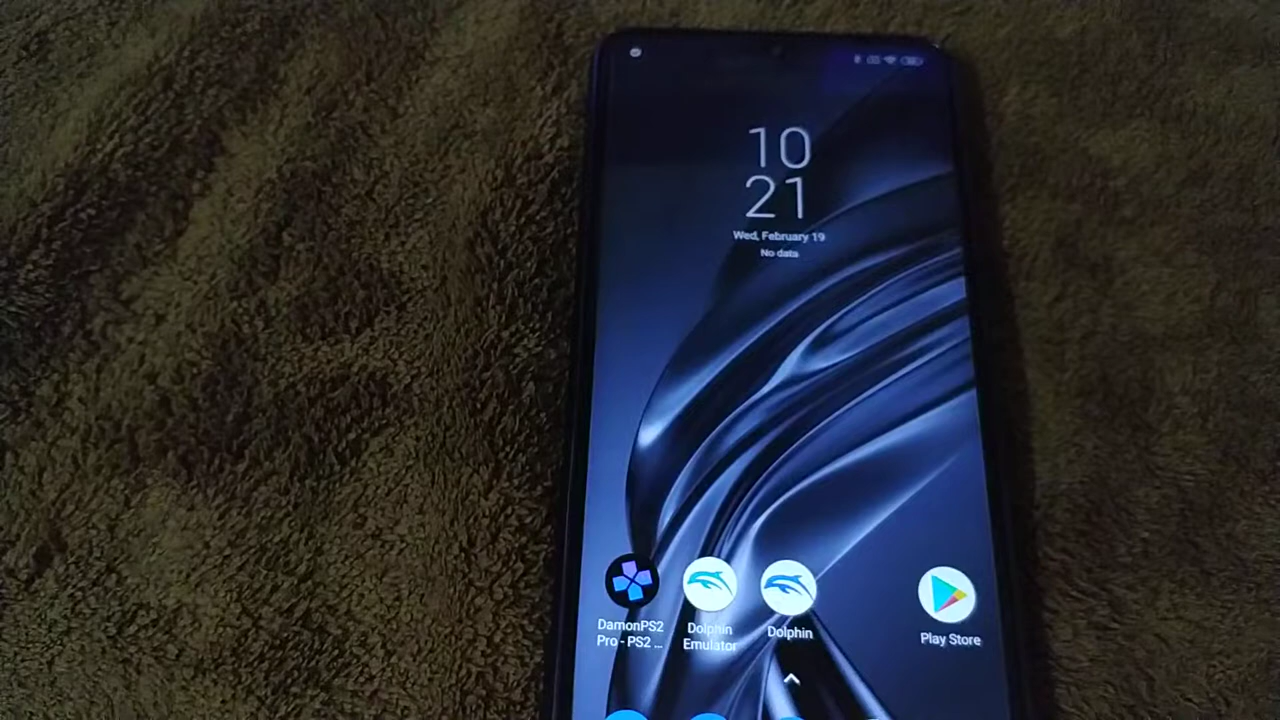 10
21
Wed, February 19
No data
DamonPS2
Pro - PS2 ...
Dolphin
Emulator
Dolphin
Play Store